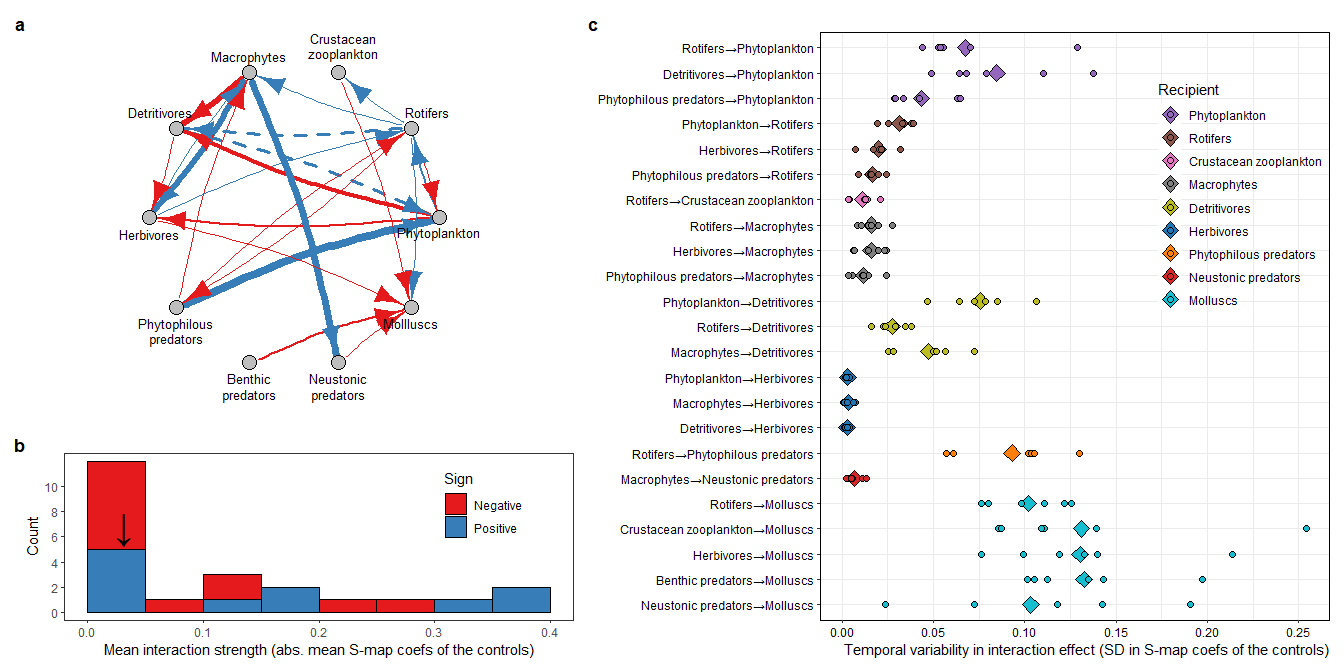 a
Macrophytes
Crustacean
zooplankton
Detritivores
Rotifers
Herbivores
Phytoplankton
Phytophilous
predators
Mollluscs
Benthic
predators
Neustonic
predators
b
Count
10
8
6
4
2
0
0.0
0.1
0.2
0.3
0.4
Mean interaction strength (abs. mean S-map coefs of the controls)
Sign
Negative
Positive
c
Rotifers→Phytoplankton
Detritivores→Phytoplankton
Phytophilous predators→Phytoplankton
Phytoplankton→Rotifers
Herbivores→Rotifers
Phytophilous predators→Rotifers
Rotifers→Crustacean zooplankton
Rotifers→Macrophytes
Herbivores→Macrophytes
Phytophilous predators→Macrophytes
Phytoplankton→Detritivores
Rotifers→Detritivores
Macrophytes→Detritivores
Phytoplankton→Herbivores
Macrophytes→Herbivores
Detritivores→Herbivores
Rotifers→Phytophilous predators
Macrophytes→Neustonic predators
Rotifers→Molluscs
Crustacean zooplankton→Molluscs
Herbivores→Molluscs
Benthic predators→Molluscs
Neustonic predators→Molluscs
0.00
0.05
0.10
0.15
0.20
0.25
Temporal variability in interaction effect (SD in S-map coefs of the controls)
Recipient
Phytoplankton
Rotifers
Crustacean zooplankton
Macrophytes
Detritivores
Herbivores
Phytophilous predators
Neustonic predators
Molluscs